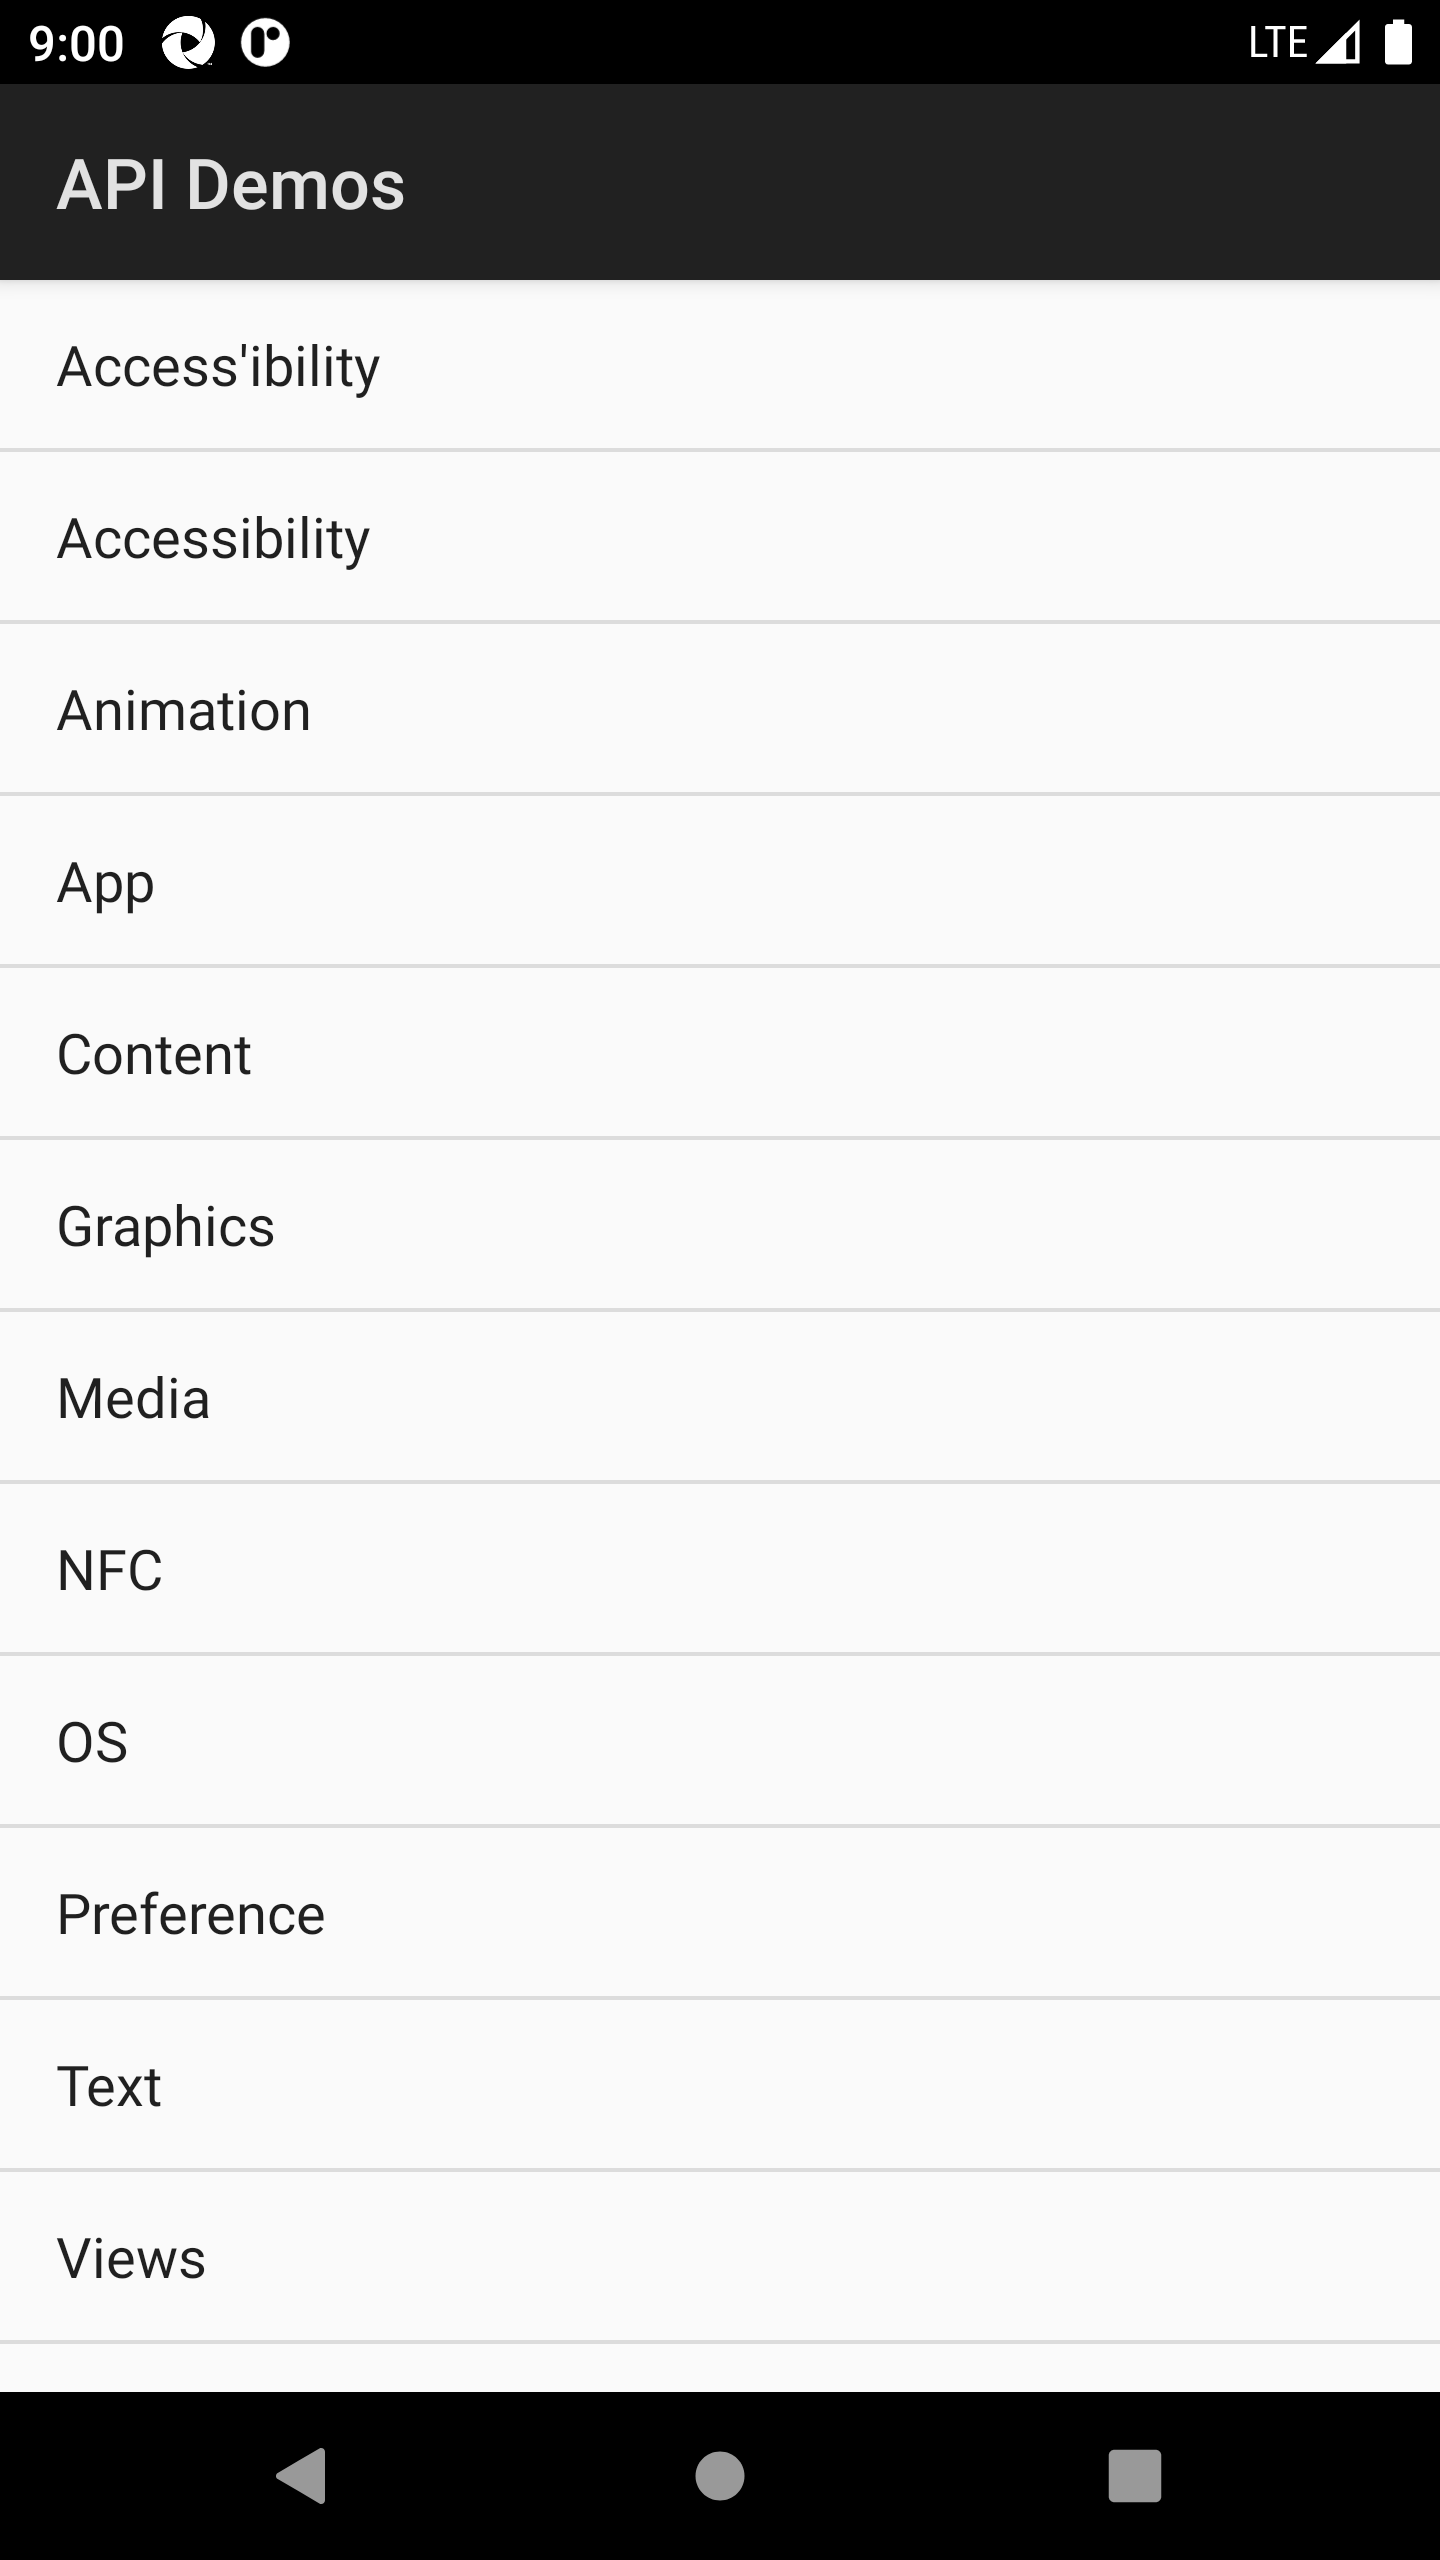 9:00 LTE
API Demos
Access'ibility
Accessibility
Animation
App
Content
Graphics
Media
NFC
OS
Preference
Text
Views